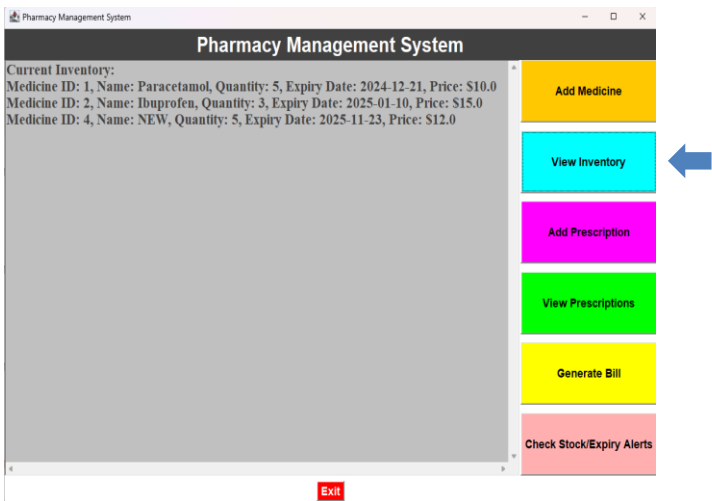 Pharmacy Management System
Pharmacy Management System
Current Inventory:
Medicine ID: 1, Name: Paracetamol, Quantity: 5, Expiry Date: 2024-12-21, Price: $10.0
Medicine ID: 2, Name: Ibuprofen, Quantity: 3, Expiry Date: 2025-01-10, Price: $15.0
Medicine ID: 4, Name: NEW, Quantity: 5, Expiry Date: 2025-11-23, Price: $12.0
Add Medicine
View Inventory
Add Prescription
View Prescriptions
Generate Bill
Check Stock/Expiry Alerts
Exit